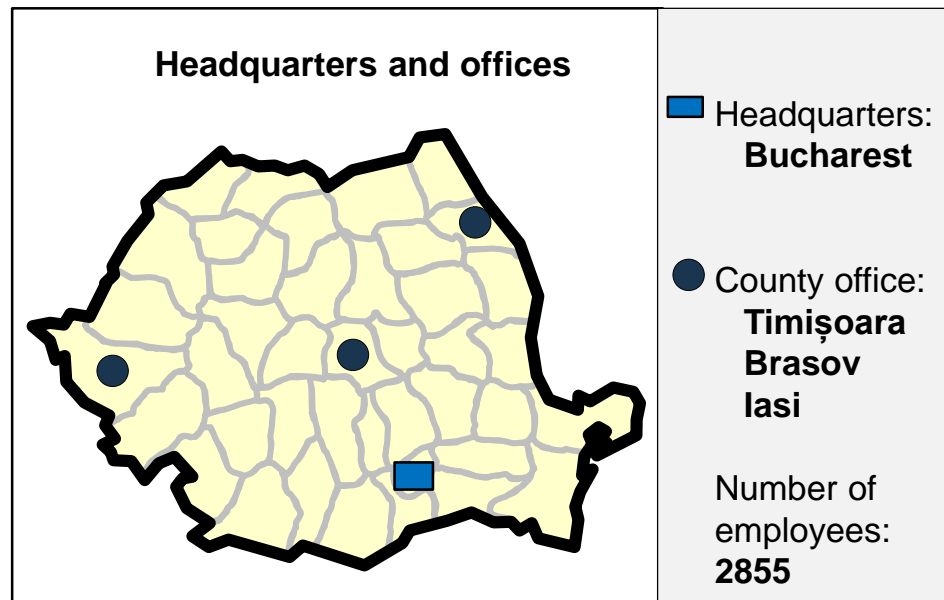 Headquarters and offices
Headquarters:
Bucharest
County office:
Timișoara
Brasov
Iasi
Number of
employees:
2855